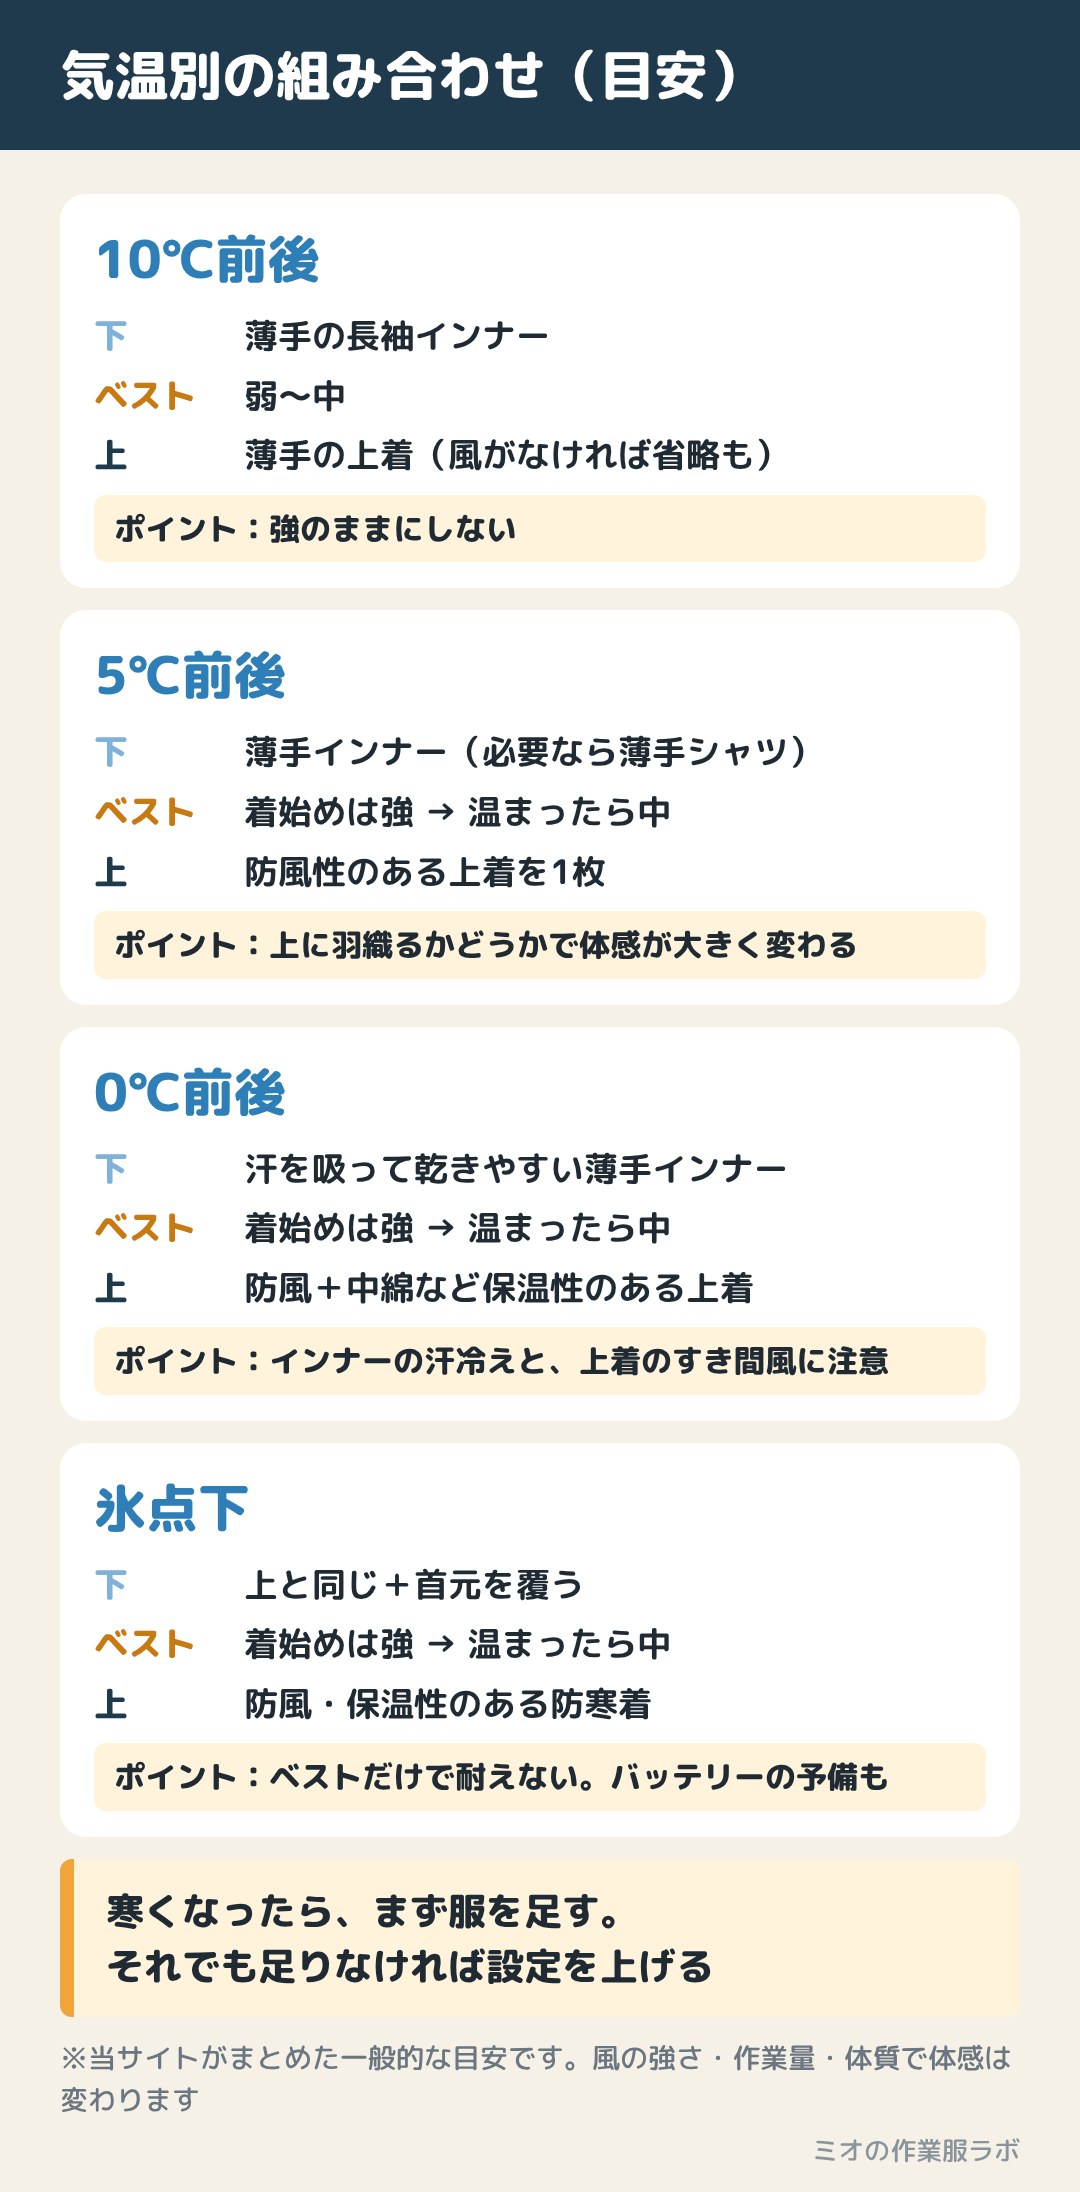 気温別の組み合わせ（目安）
10℃前後
下 薄手の長袖インナー
ベスト 弱〜中
上 薄手の上着（風がなければ省略も）
ポイント：強のままにしない
5℃前後
下 薄手インナー（必要なら薄手シャツ）
ベスト 着始めは強 → 温まったら中
上 防風性のある上着を1枚
ポイント：上に羽織るかどうかで体感が大きく変わる
0℃前後
下 汗を吸って乾きやすい薄手インナー
ベスト 着始めは強 → 温まったら中
上 防風＋中綿など保温性のある上着
ポイント：インナーの汗冷えと、上着のすき間風に注意
氷点下
下 上と同じ＋首元を覆う
ベスト 着始めは強 → 温まったら中
上 防風・保温性のある防寒着
ポイント：ベストだけで耐えない。バッテリーの予備も
寒くなったら、まず服を足す。
それでも足りなければ設定を上げる
※当サイトがまとめた一般的な目安です。風の強さ・作業量・体質で体感は
変わります
ミオの作業服ラボ